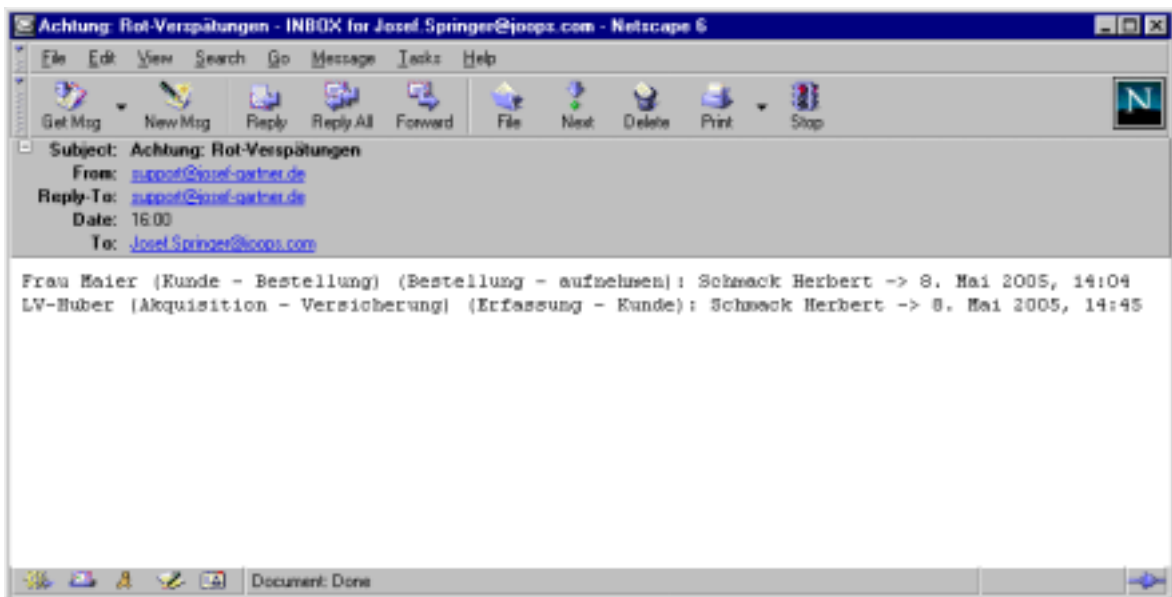 Achtung: Rot-Verspätungen - INBOX for Josef.Springer@joops.com - Netscape 6
File Edit View Search Go Message Tasks Help
Get Msg New Msg Reply Reply All Forward File Next Delete Print Stop
N
Subject: Achtung: Rot-Verspätungen
From: support@josef-gartner.de
Reply-To: support@josef-gartner.de
Date: 16:00
To: Josef.Springer@joops.com
Frau Maier (Kunde - Bestellung) (Bestellung - aufnehmen): Schmack Herbert -> 8. Mai 2005, 14:04
LV-Huber (Akquisition - Versicherung) (Erfassung - Kunde): Schmack Herbert -> 8. Mai 2005, 14:45
Document: Done